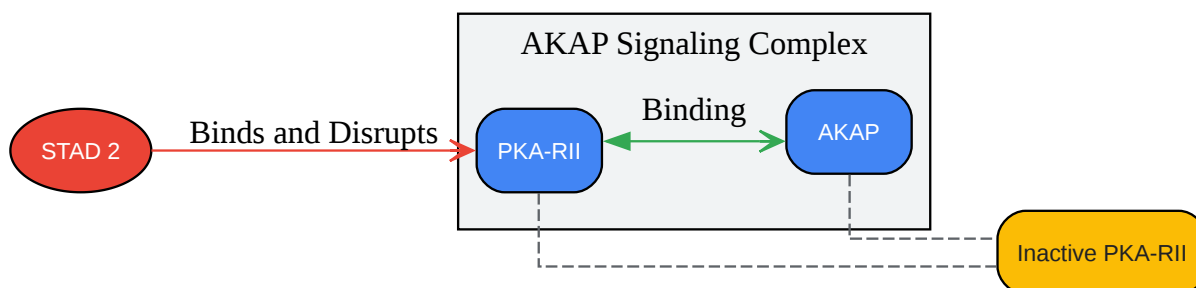 AKAP Signaling Complex
STAD 2
Binds and Disrupts
PKA-RII
Binding
AKAP
Inactive PKA-RII